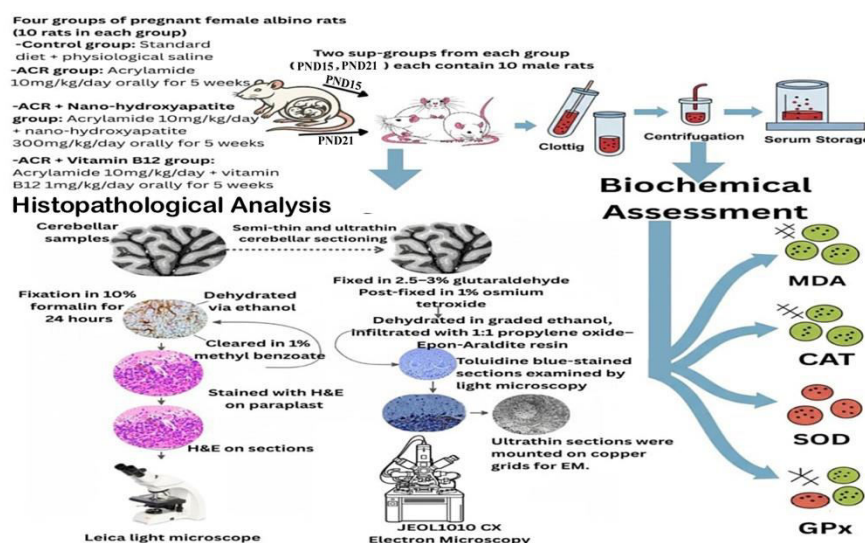 Four groups of pregnant female albino rats
(10 rats in each group)
-Control group: Standard
diet + physiological saline
-ACR group: Acrylamide
10mg/kg/day orally for 5 weeks
-ACR + Nano-hydroxyapatite
group: Acrylamide 10mg/kg/day
+ nano-hydroxyapatite
300mg/kg/day orally for 5 weeks
-ACR + Vitamin B12 group:
Acrylamide 10mg/kg/day + vitamin
B12 1mg/kg/day orally for 5 weeks
PND15
PND21
Two sup-groups from each group
(PND15, PND21) each contain 10 male rats
Clottig
Centrifugation
Serum Storage
Histopathological Analysis
Cerebellar
samples
Semi-thin and ultrathin
cerebellar sectioning
Fixation in 10%
formalin for
24 hours
Dehydrated
via ethanol
Cleared in 1%
methyl benzoate
Stained with H&E
on paraplast
H&E on sections
Leica light microscope
Fixed in 2.5–3% glutaraldehyde
Post-fixed in 1% osmium
tetroxide
Dehydrated in graded ethanol,
infiltrated with 1:1 propylene oxide–
Epon-Araldite resin
Toluidine blue-stained
sections examined by
light microscopy
Ultrathin sections were
mounted on copper
grids for EM.
JEOL1010 CX
Electron Microscopy
Biochemical
Assessment
MDA
CAT
SOD
GPx